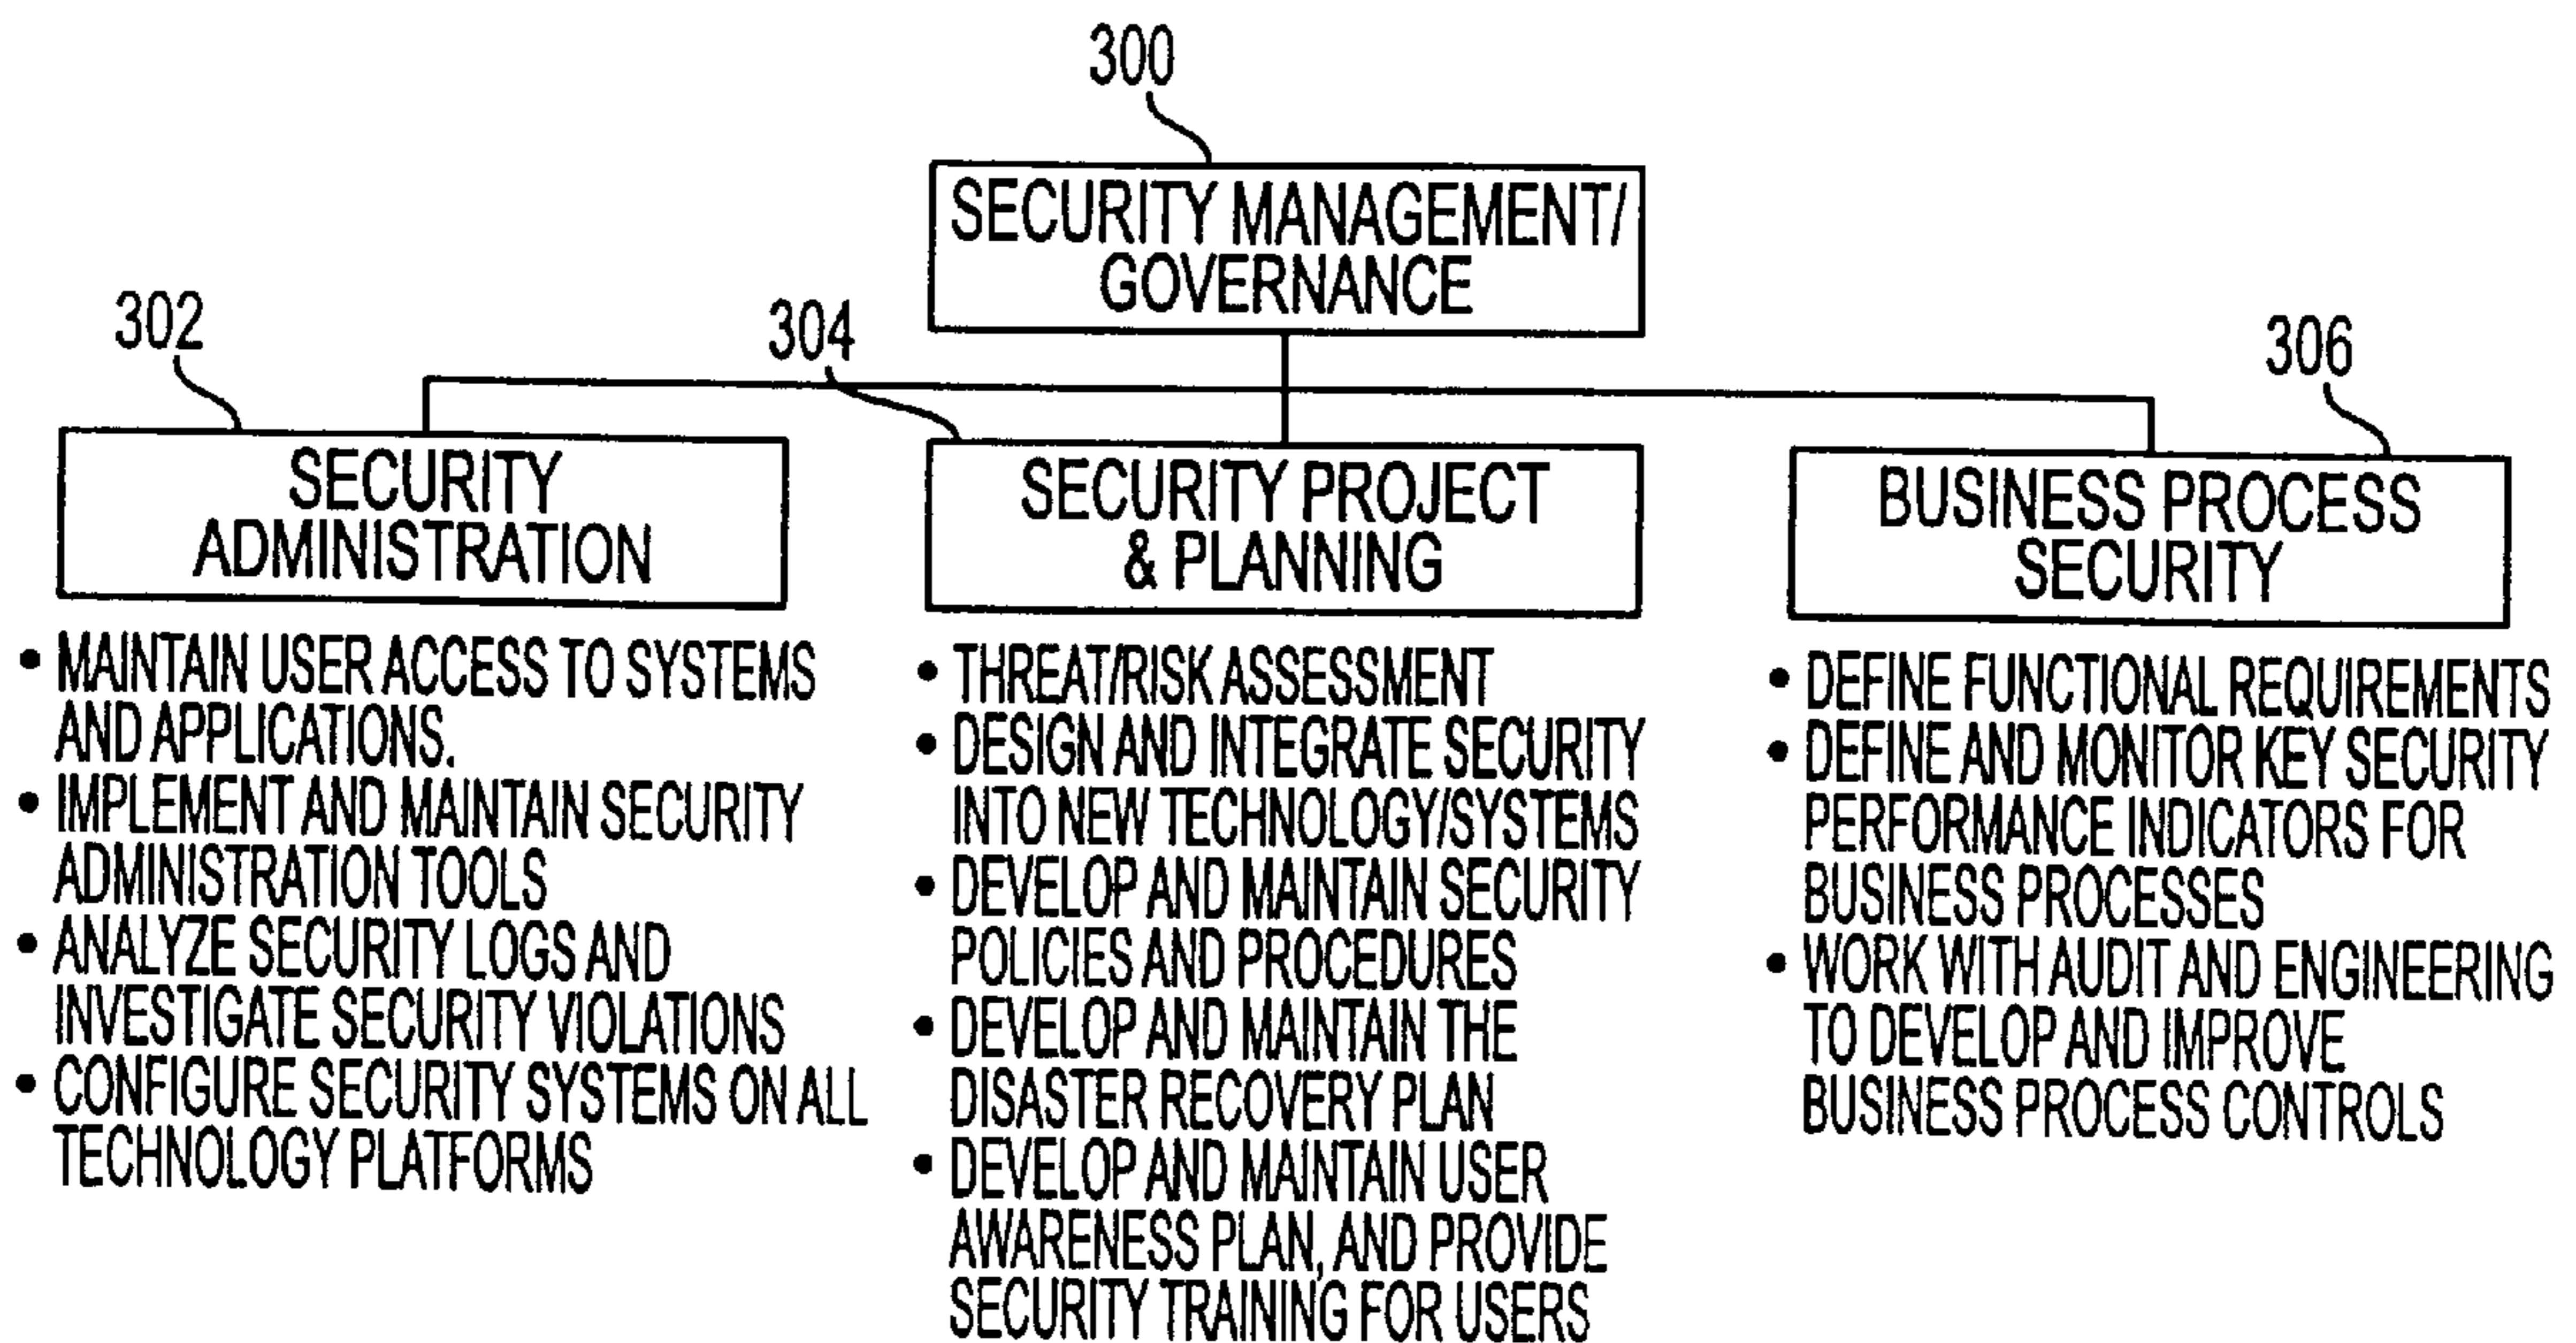 300
SECURITY MANAGEMENT/
GOVERNANCE
302
304
306
SECURITY
ADMINISTRATION
• MAINTAIN USER ACCESS TO SYSTEMS
AND APPLICATIONS.
• IMPLEMENT AND MAINTAIN SECURITY
ADMINISTRATION TOOLS
• ANALYZE SECURITY LOGS AND
INVESTIGATE SECURITY VIOLATIONS
• CONFIGURE SECURITY SYSTEMS ON ALL
TECHNOLOGY PLATFORMS
SECURITY PROJECT
& PLANNING
• THREAT/RISK ASSESSMENT
• DESIGN AND INTEGRATE SECURITY
INTO NEW TECHNOLOGY/SYSTEMS
• DEVELOP AND MAINTAIN SECURITY
POLICIES AND PROCEDURES
• DEVELOP AND MAINTAIN THE
DISASTER RECOVERY PLAN
• DEVELOP AND MAINTAIN USER
AWARENESS PLAN, AND PROVIDE
SECURITY TRAINING FOR USERS
BUSINESS PROCESS
SECURITY
• DEFINE FUNCTIONAL REQUIREMENTS
• DEFINE AND MONITOR KEY SECURITY
PERFORMANCE INDICATORS FOR
BUSINESS PROCESSES
• WORK WITH AUDIT AND ENGINEERING
TO DEVELOP AND IMPROVE
BUSINESS PROCESS CONTROLS